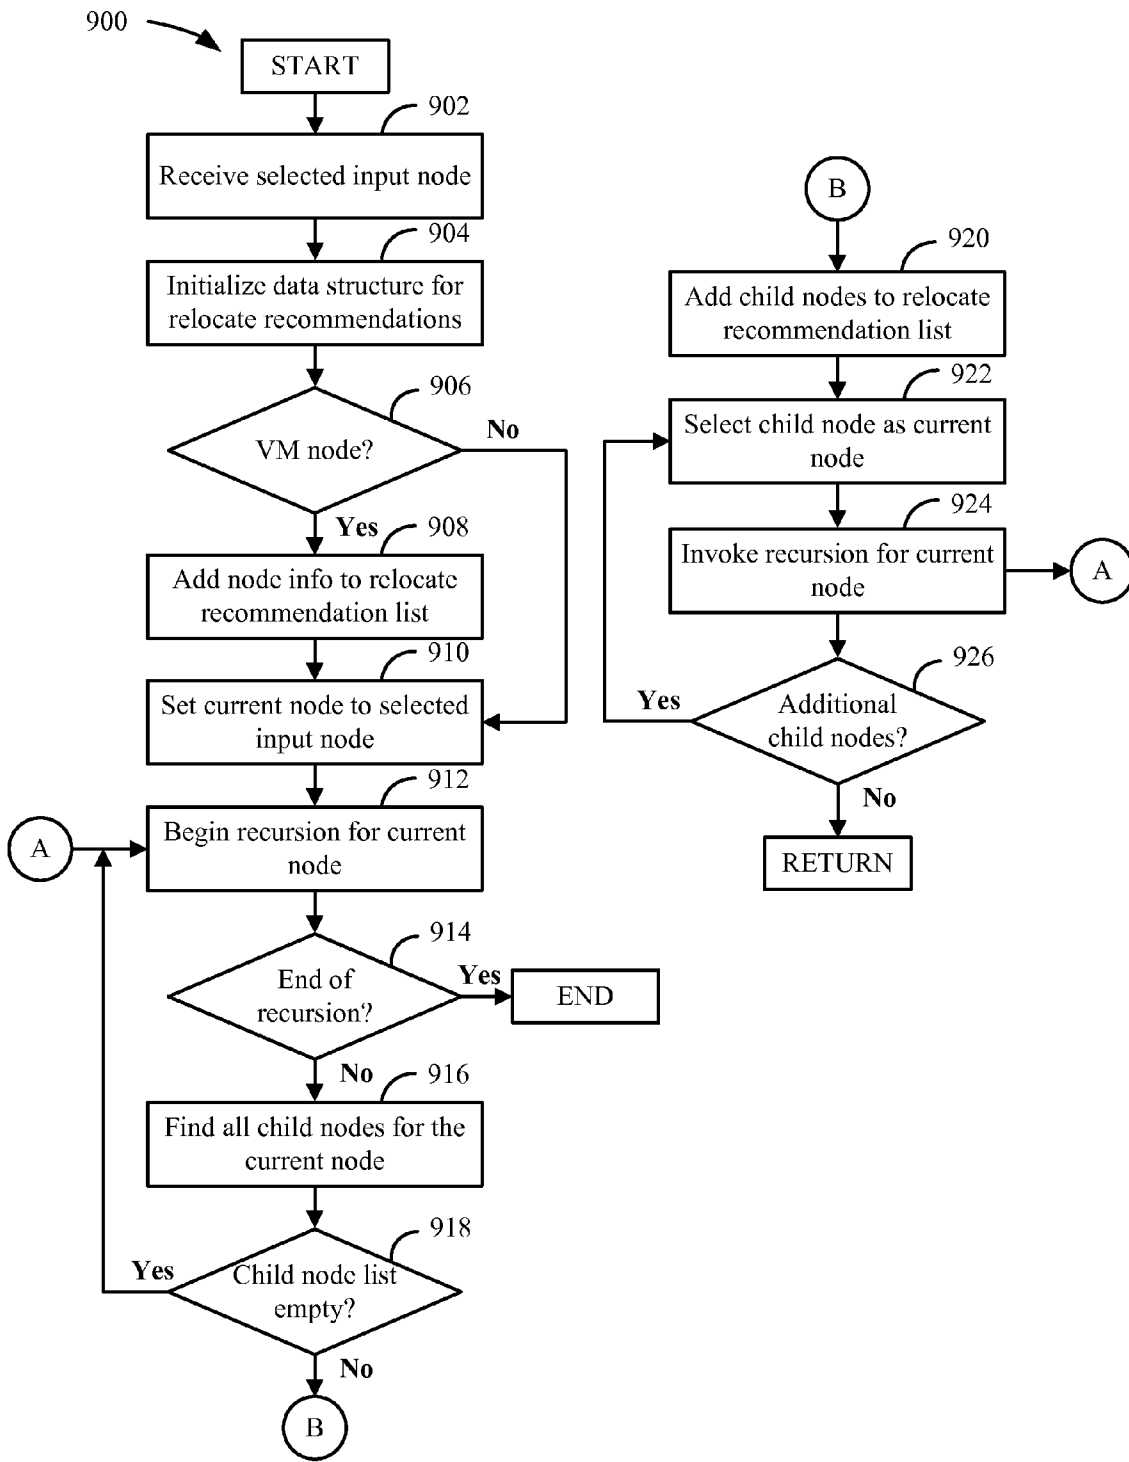 900
START
902
Receive selected input node
904
Initialize data structure for
relocate recommendations
906
VM node?
No
Yes
908
Add node info to relocate
recommendation list
910
Set current node to selected
input node
912
A
Begin recursion for current
node
914
End of
recursion?
Yes
END
No
916
Find all child nodes for the
current node
918
Child node list
empty?
Yes
No
B
B
920
Add child nodes to relocate
recommendation list
922
Select child node as current
node
924
Invoke recursion for current
node
A
926
Additional
child nodes?
Yes
No
RETURN